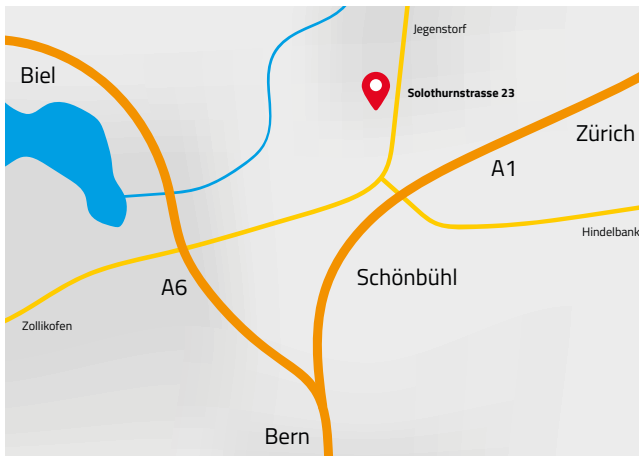 Jegenstorf
Biel
Solothurnstrasse 23
Zürich
A1
Hindelbank
Schönbühl
A6
Zollikofen
Bern